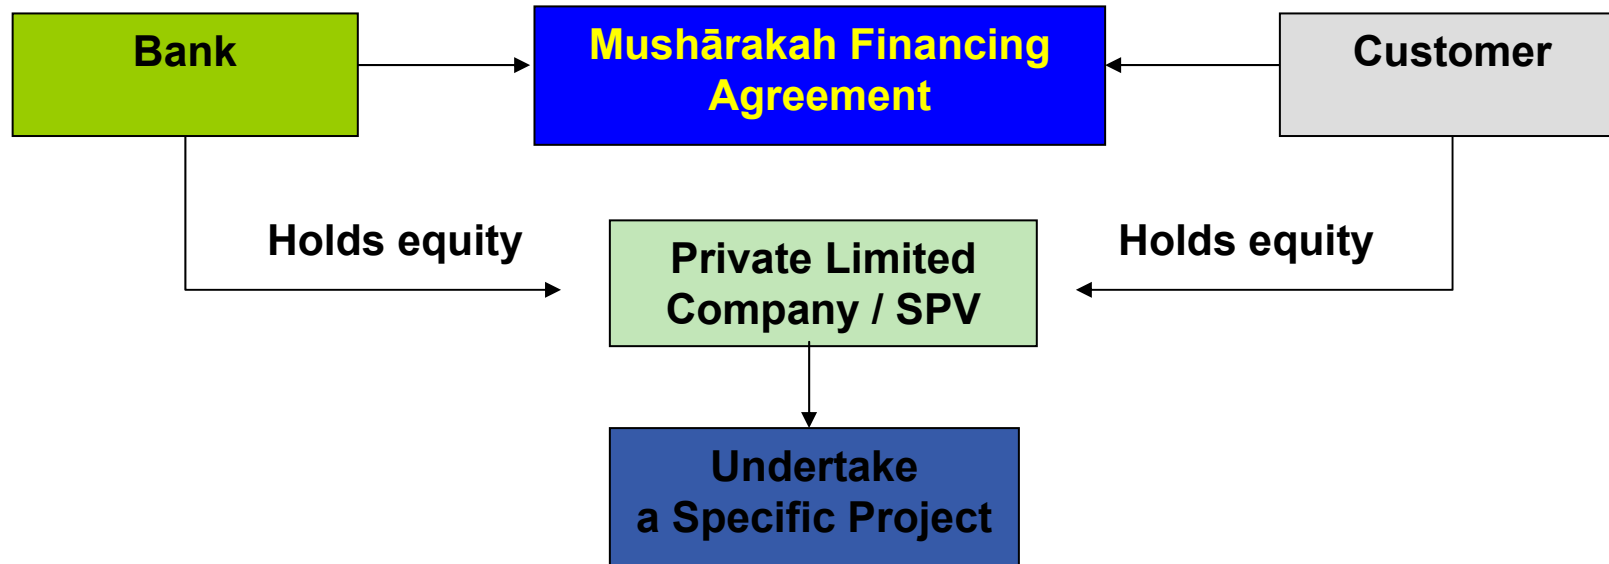 Bank
Mushārakah Financing
Agreement
Customer
Holds equity
Private Limited
Company / SPV
Holds equity
Undertake
a Specific Project